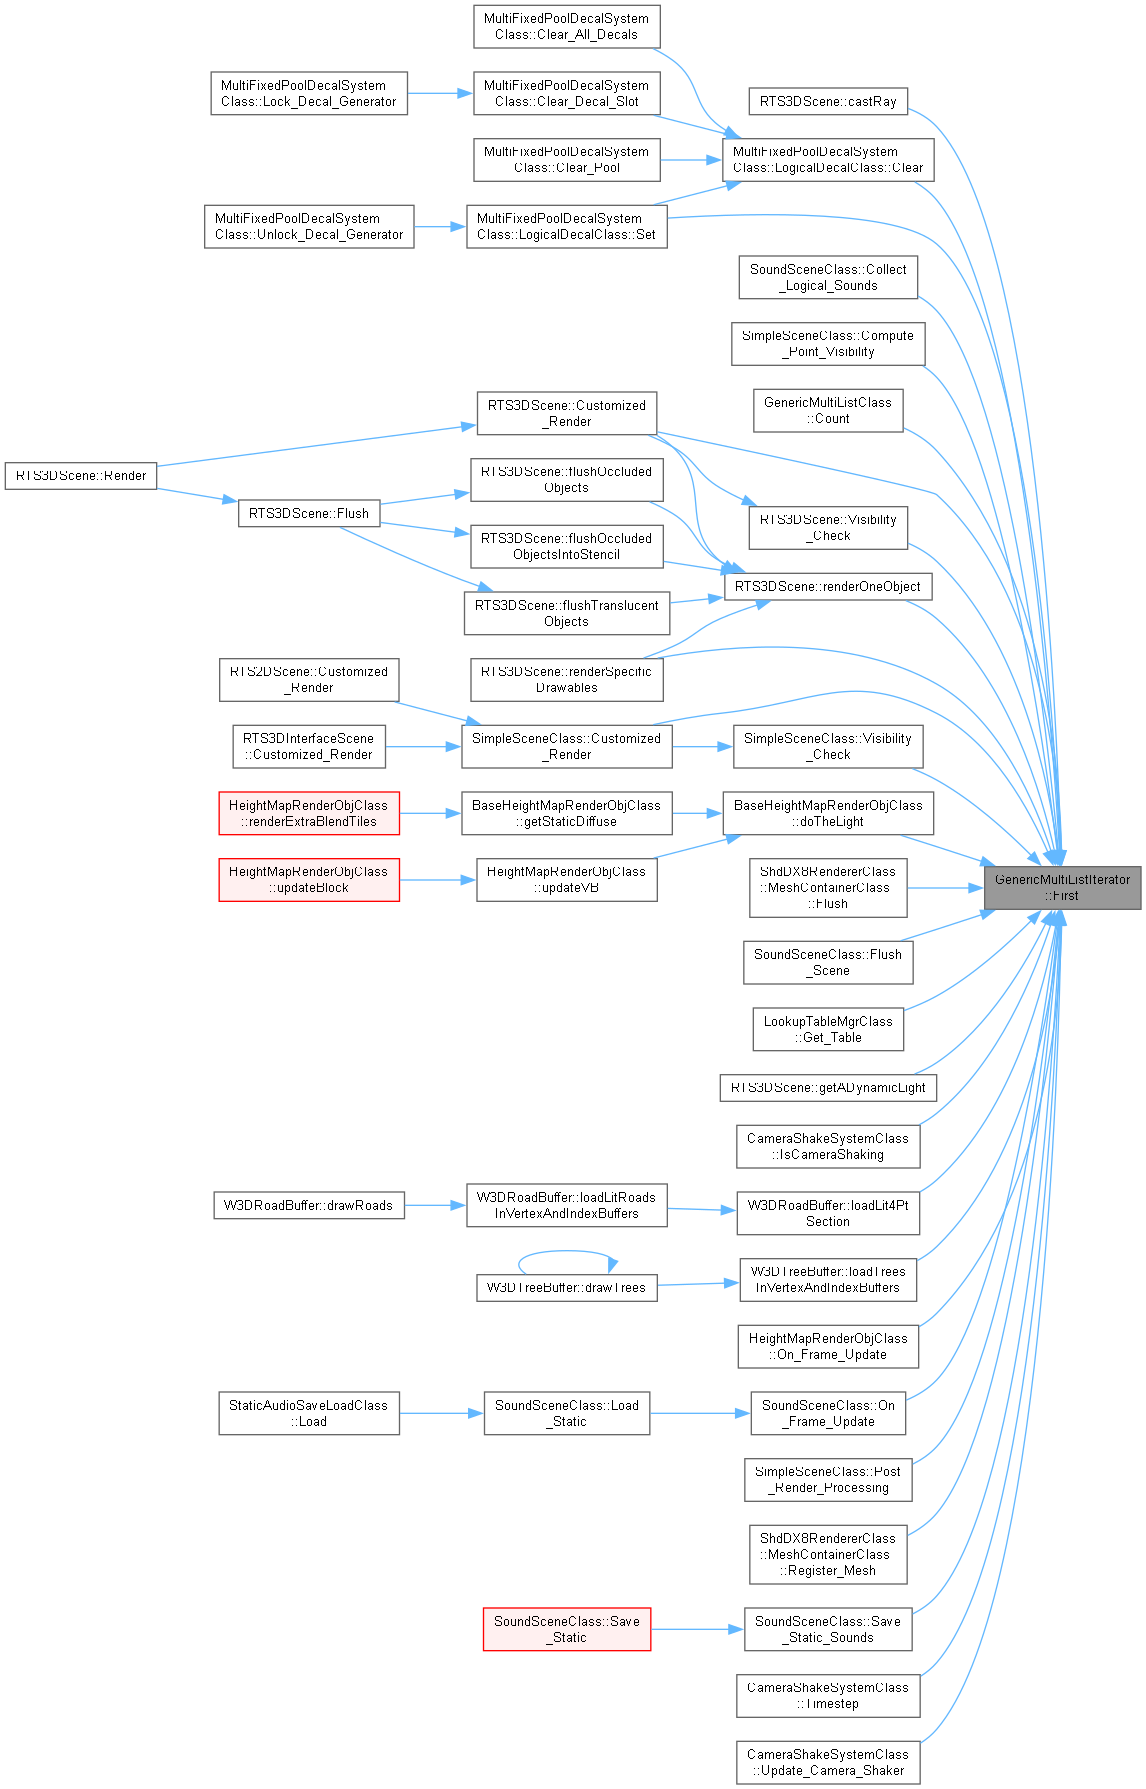 MultiFixedPoolDecalSystem
Class::Clear_All_Decals
MultiFixedPoolDecalSystem
Class::Lock_Decal_Generator
MultiFixedPoolDecalSystem
Class::Clear_Decal_Slot
RTS3DScene::castRay
MultiFixedPoolDecalSystem
Class::Clear_Pool
MultiFixedPoolDecalSystem
Class::LogicalDecalClass::Clear
MultiFixedPoolDecalSystem
Class::Unlock_Decal_Generator
MultiFixedPoolDecalSystem
Class::LogicalDecalClass::Set
SoundSceneClass::Collect
_Logical_Sounds
SimpleSceneClass::Compute
_Point_Visibility
GenericMultiListClass
::Count
RTS3DScene::Customized
_Render
RTS3DScene::Render
RTS3DScene::flushOccluded
Objects
RTS3DScene::Flush
RTS3DScene::Visibility
_Check
RTS3DScene::flushOccluded
ObjectsIntoStencil
RTS3DScene::renderOneObject
RTS3DScene::flushTranslucent
Objects
RTS2DScene::Customized
_Render
RTS3DScene::renderSpecific
Drawables
RTS3DInterfaceScene
::Customized_Render
SimpleSceneClass::Customized
_Render
SimpleSceneClass::Visibility
_Check
HeightMapRenderObjClass
::renderExtraBlendTiles
BaseHeightMapRenderObjClass
::getStaticDiffuse
BaseHeightMapRenderObjClass
::doTheLight
HeightMapRenderObjClass
::updateBlock
HeightMapRenderObjClass
::updateVB
ShdDX8RendererClass
::MeshContainerClass
::Flush
GenericMultiListIterator
::First
SoundSceneClass::Flush
_Scene
LookupTableMgrClass
::Get_Table
RTS3DScene::getADynamicLight
CameraShakeSystemClass
::IsCameraShaking
W3DRoadBuffer::drawRoads
W3DRoadBuffer::loadLitRoads
InVertexAndIndexBuffers
W3DRoadBuffer::loadLit4Pt
Section
W3DTreeBuffer::drawTrees
W3DTreeBuffer::loadTrees
InVertexAndIndexBuffers
HeightMapRenderObjClass
::On_Frame_Update
StaticAudioSaveLoadClass
::Load
SoundSceneClass::Load
_Static
SoundSceneClass::On
_Frame_Update
SimpleSceneClass::Post
_Render_Processing
ShdDX8RendererClass
::MeshContainerClass
::Register_Mesh
SoundSceneClass::Save
_Static
SoundSceneClass::Save
_Static_Sounds
CameraShakeSystemClass
::Timestep
CameraShakeSystemClass
::Update_Camera_Shaker